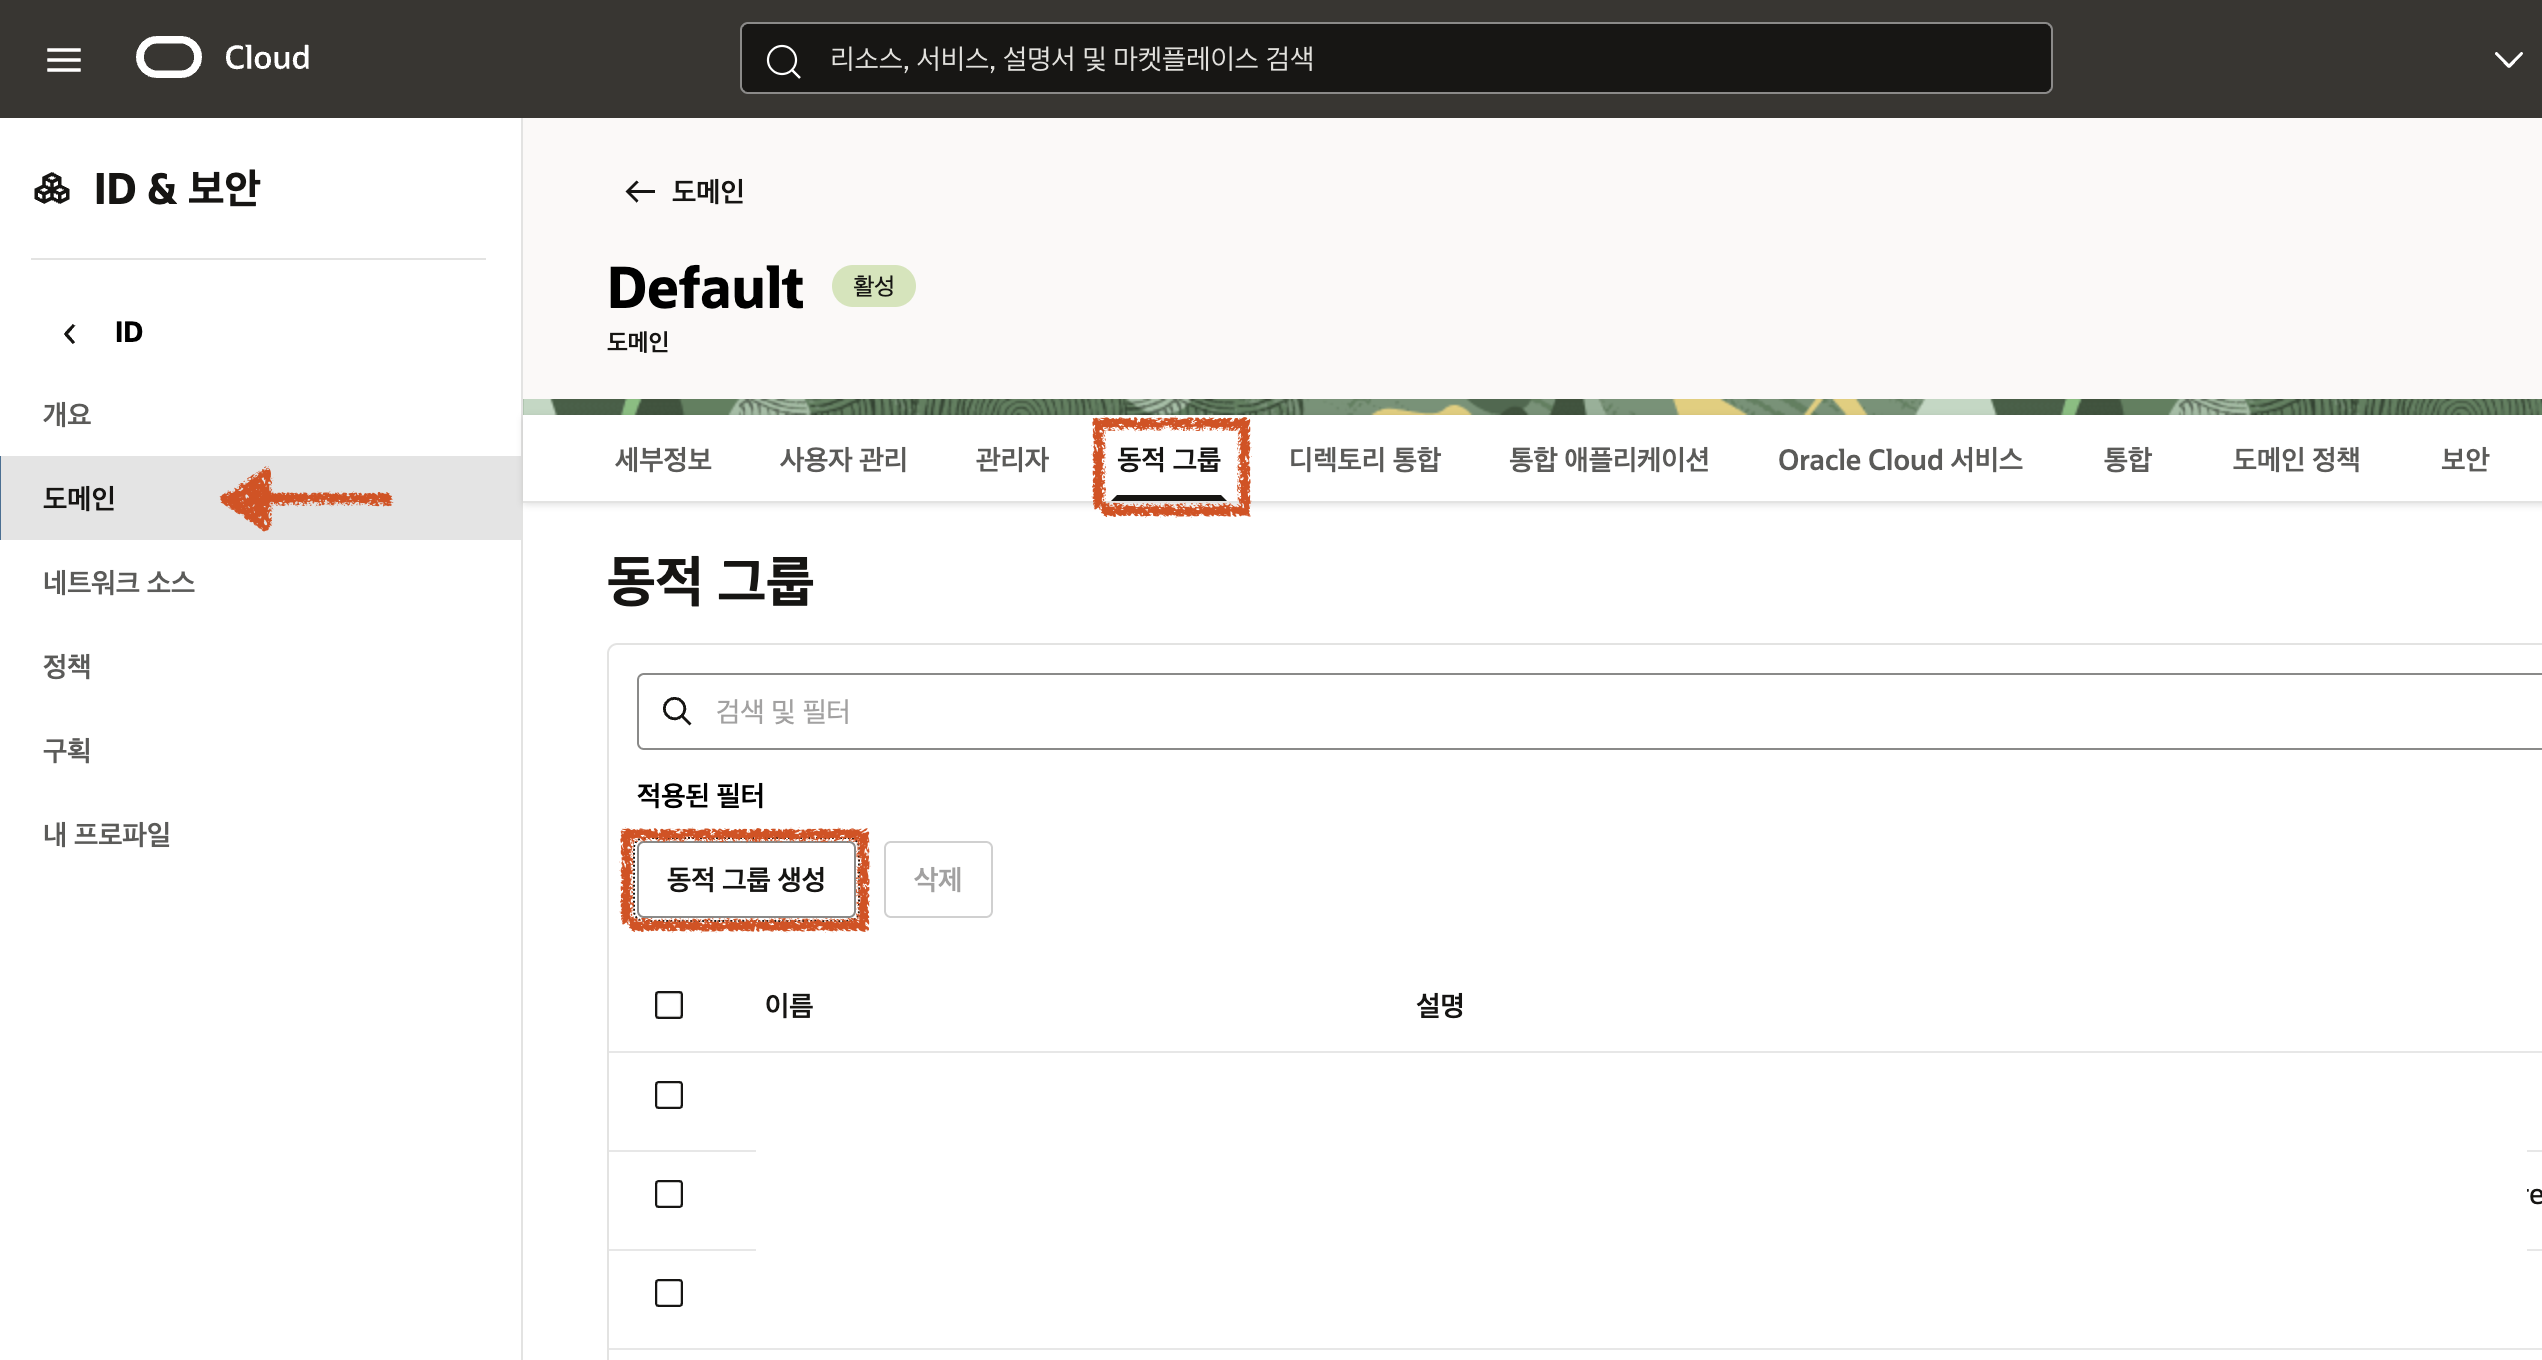 Cloud
리소스, 서비스, 설명서 및 마켓플레이스 검색
ID & 보안
ID
개요
도메인
네트워크 소스
정책
구획
내 프로파일
도메인
Default 활성
도메인
세부정보 사용자 관리 관리자 동적 그룹 디렉토리 통합 통합 애플리케이션 Oracle Cloud 서비스 통합 도메인 정책 보안
동적 그룹
검색 및 필터
적용된 필터
동적 그룹 생성 삭제
이름 설명